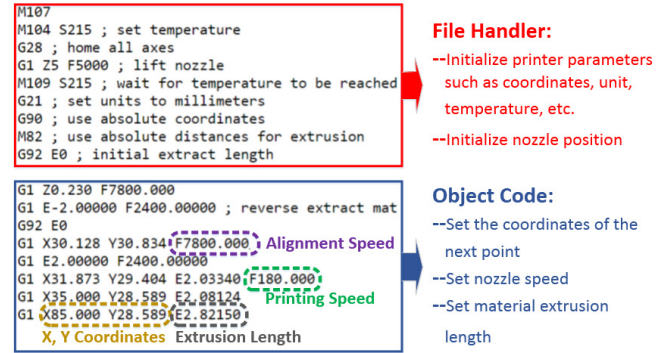 M107
M104 S215 ; set temperature
G28 ; home all axes
G1 Z5 F5000 ; lift nozzle
M109 S215 ; wait for temperature to be reached
G21 ; set units to millimeters
G90 ; use absolute coordinates
M82 ; use absolute distances for extrusion
G92 E0 ; initial extract length
File Handler:
--Initialize printer parameters
such as coordinates, unit,
temperature, etc.
--Initialize nozzle position
G1 Z0.230 F7800.000
G1 E-2.00000 F2400.00000 ; reverse extract mat
G92 E0
G1 X30.128 Y30.834 F7800.000 Alignment Speed
G1 E2.00000 F2400.00000
G1 X31.873 Y29.404 E2.03340 F180.000
G1 X35.000 Y28.589 E2.08124 Printing Speed
G1 X85.000 Y28.589 E2.82150
X, Y Coordinates Extrusion Length
Object Code:
--Set the coordinates of the
next point
--Set nozzle speed
--Set material extrusion
length